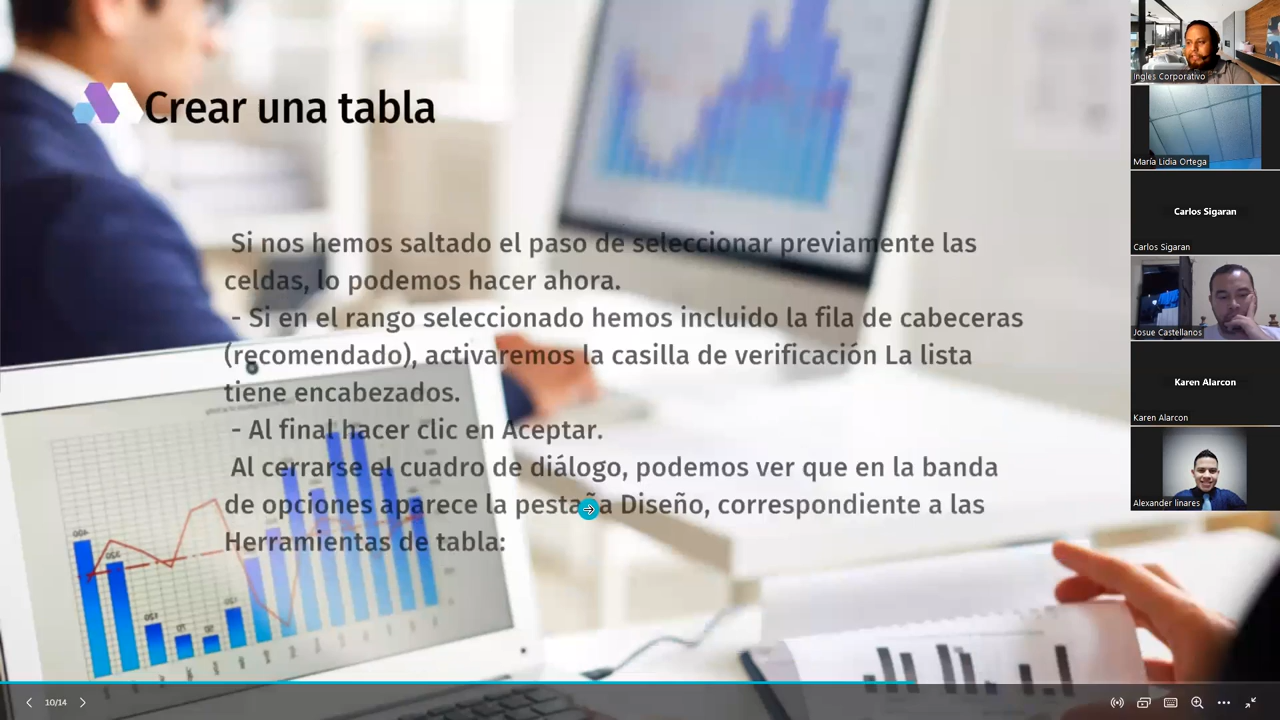 Crear una tabla
Si nos hemos saltado el paso de seleccionar previamente las
celdas, lo podemos hacer ahora.
- Si en el rango seleccionado hemos incluido la fila de cabeceras
(recomendado), activaremos la casilla de verificación La lista
tiene encabezados.
- Al final hacer clic en Aceptar.
Al cerrarse el cuadro de diálogo, podemos ver que en la banda
de opciones aparece la pestaña Diseño, correspondiente a las
Herramientas de tabla:
10/14
Ingles Corporativo
María Lidia Ortega
Carlos Sigaran
Carlos Sigaran
Josue Castellanos
Karen Alarcon
Karen Alarcon
Alexander linares